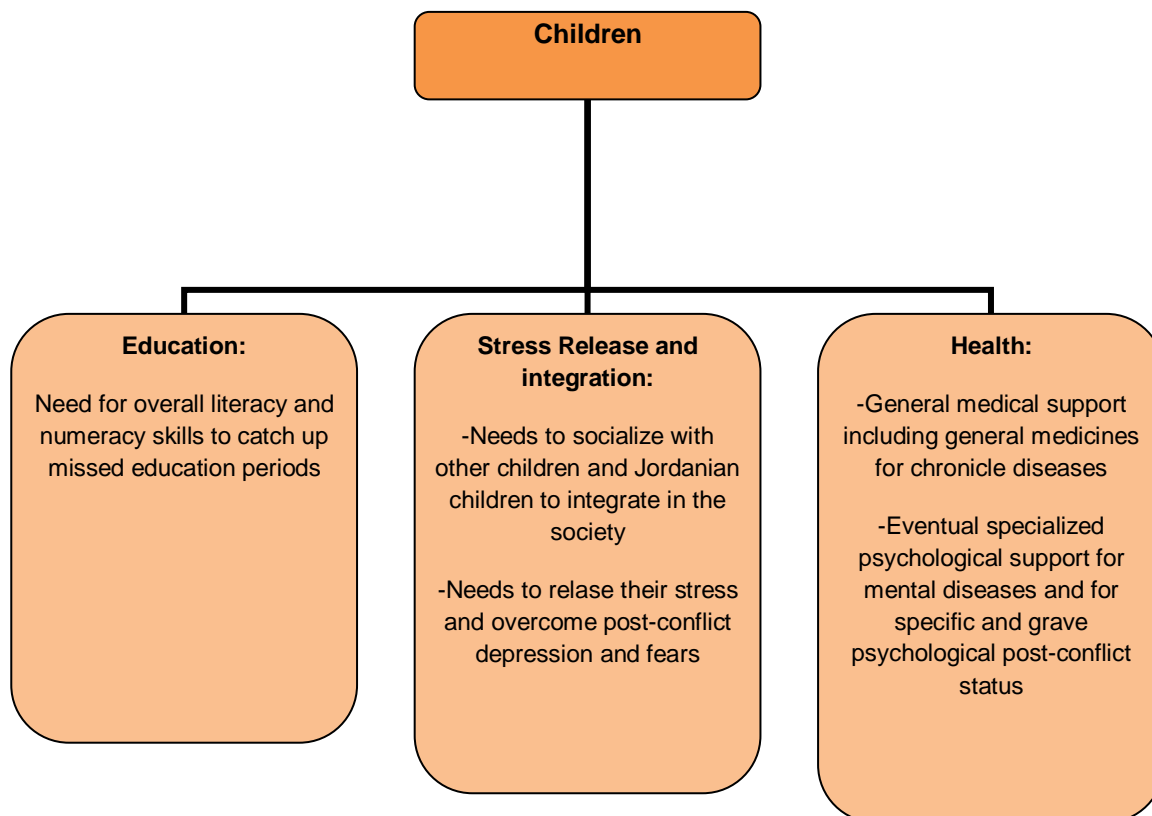 Children
Education:
Need for overall literacy and
numeracy skills to catch up
missed education periods
Stress Release and
integration:
-Needs to socialize with
other children and Jordanian
children to integrate in the
society
-Needs to relase their stress
and overcome post-conflict
depression and fears
Health:
-General medical support
including general medicines
for chronicle diseases
-Eventual specialized
psychological support for
mental diseases and for
specific and grave
psychological post-conflict
status